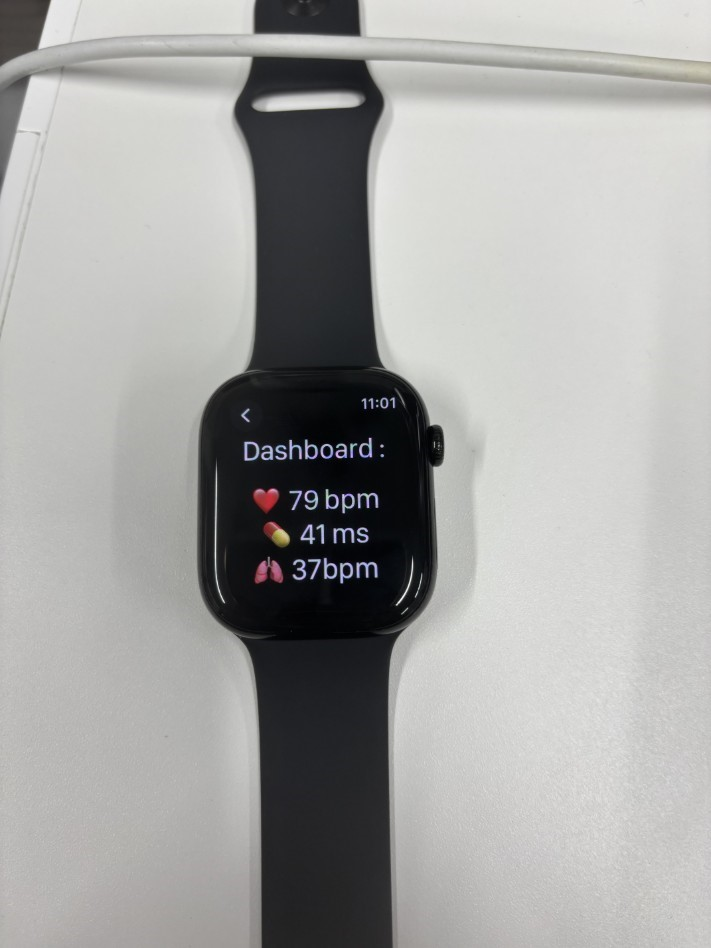 11:01
Dashboard :
❤️ 79 bpm
💊 41 ms
🫁 37bpm